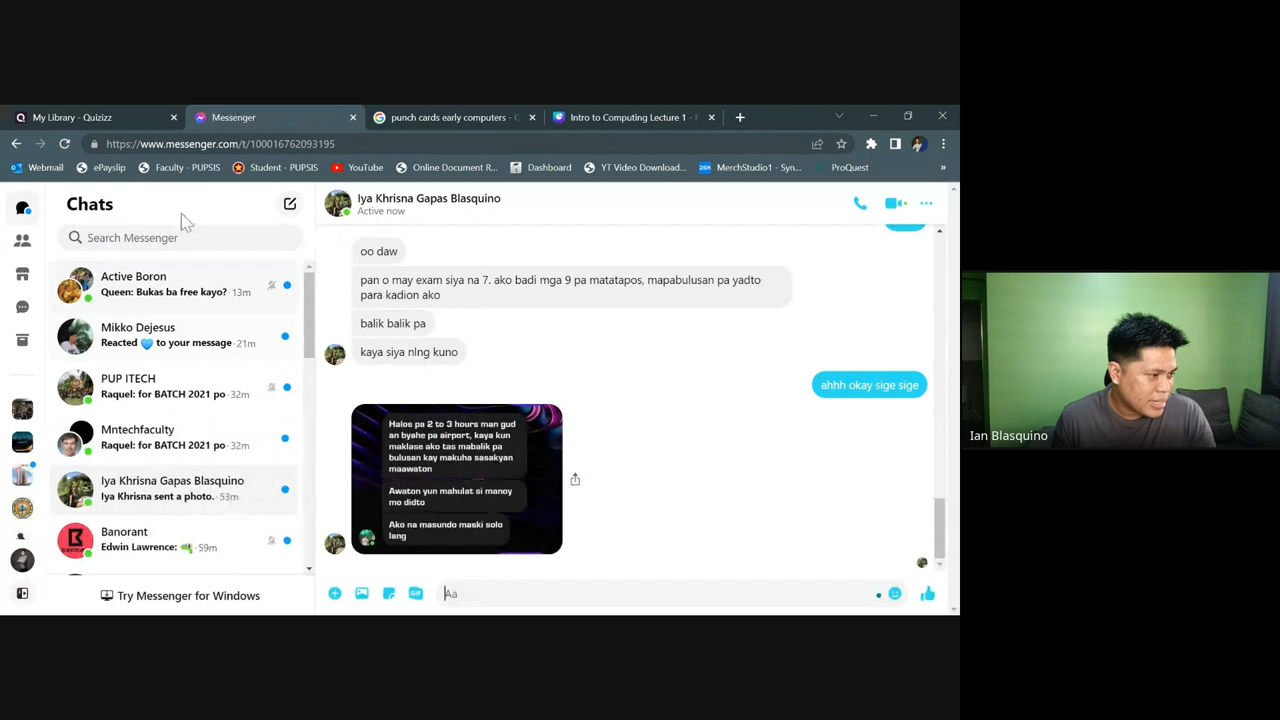 My Library - Quizizz
Messenger
punch cards early computers -
Intro to Computing Lecture 1 -
https://www.messenger.com/t/100016762093195
Webmail
ePayslip
Faculty - PUPSIS
Student - PUPSIS
YouTube
Online Document R...
Dashboard
YT Video Download...
DSM
MerchStudio1 - Syn...
ProQuest
Chats
Search Messenger
Active Boron
Queen: Bukas ba free kayo? · 13m
Mikko Dejesus
Reacted 💙 to your message · 21m
PUP ITECH
Raquel: for BATCH 2021 po · 32m
Mntechfaculty
Raquel: for BATCH 2021 po · 32m
Iya Khrisna Gapas Blasquino
Iya Khrisna sent a photo. · 53m
Banorant
Edwin Lawrence: 🔫 · 59m
Try Messenger for Windows
Iya Khrisna Gapas Blasquino
Active now
oo daw
pan o may exam siya na 7. ako badi mga 9 pa matatapos, mapabulusan pa yadto
para kadion ako
balik balik pa
kaya siya nlng kuno
ahhh okay sige sige
Halos pa 2 to 3 hours man gud
an byahe pa airport, kaya kun
maklase ako tas mabalik pa
bulusan kay makuha sasakyan
maawaton
Awaton yun mahulat si manoy
mo didto
Ako na masundo maski solo
lang
GIF
Aa
Ian Blasquino